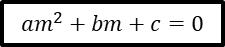 am² + bm + c = 0